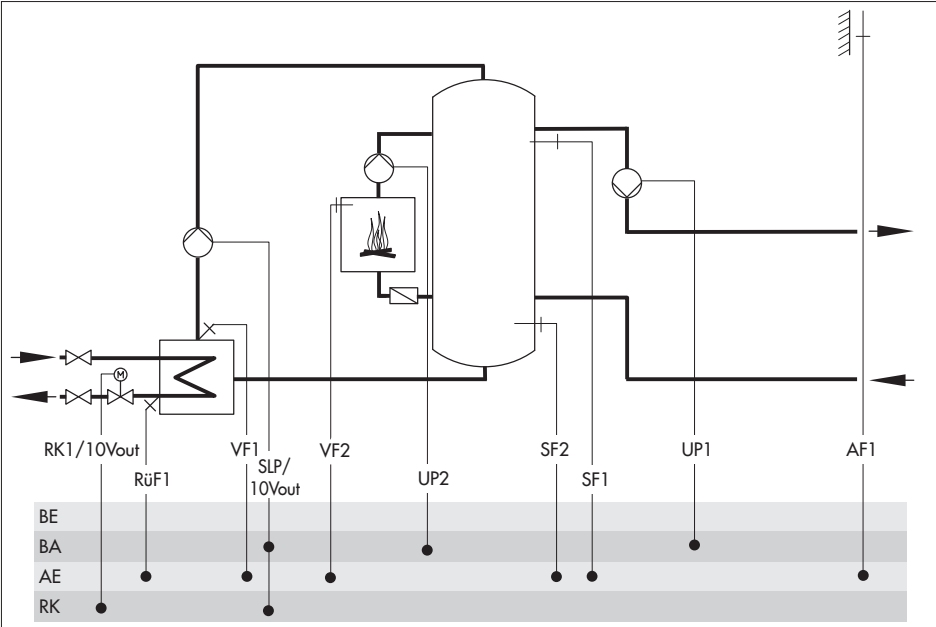 M
RK1/10Vout
VF1
VF2
SF2
UP1
AF1
RüF1
SLP/
10Vout
UP2
SF1
BE
BA
AE
RK